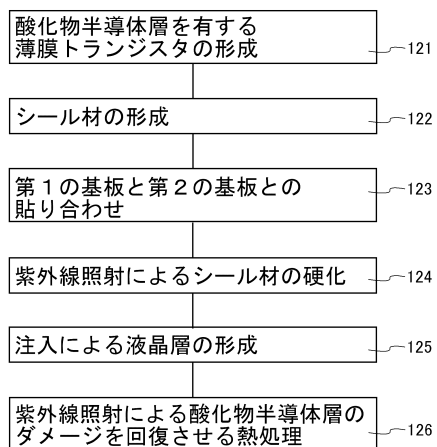 酸化物半導体層を有する
薄膜トランジスタの形成
121
シール材の形成
122
第１の基板と第２の基板との
貼り合わせ
123
紫外線照射によるシール材の硬化
124
注入による液晶層の形成
125
紫外線照射による酸化物半導体層の
ダメージを回復させる熱処理
126